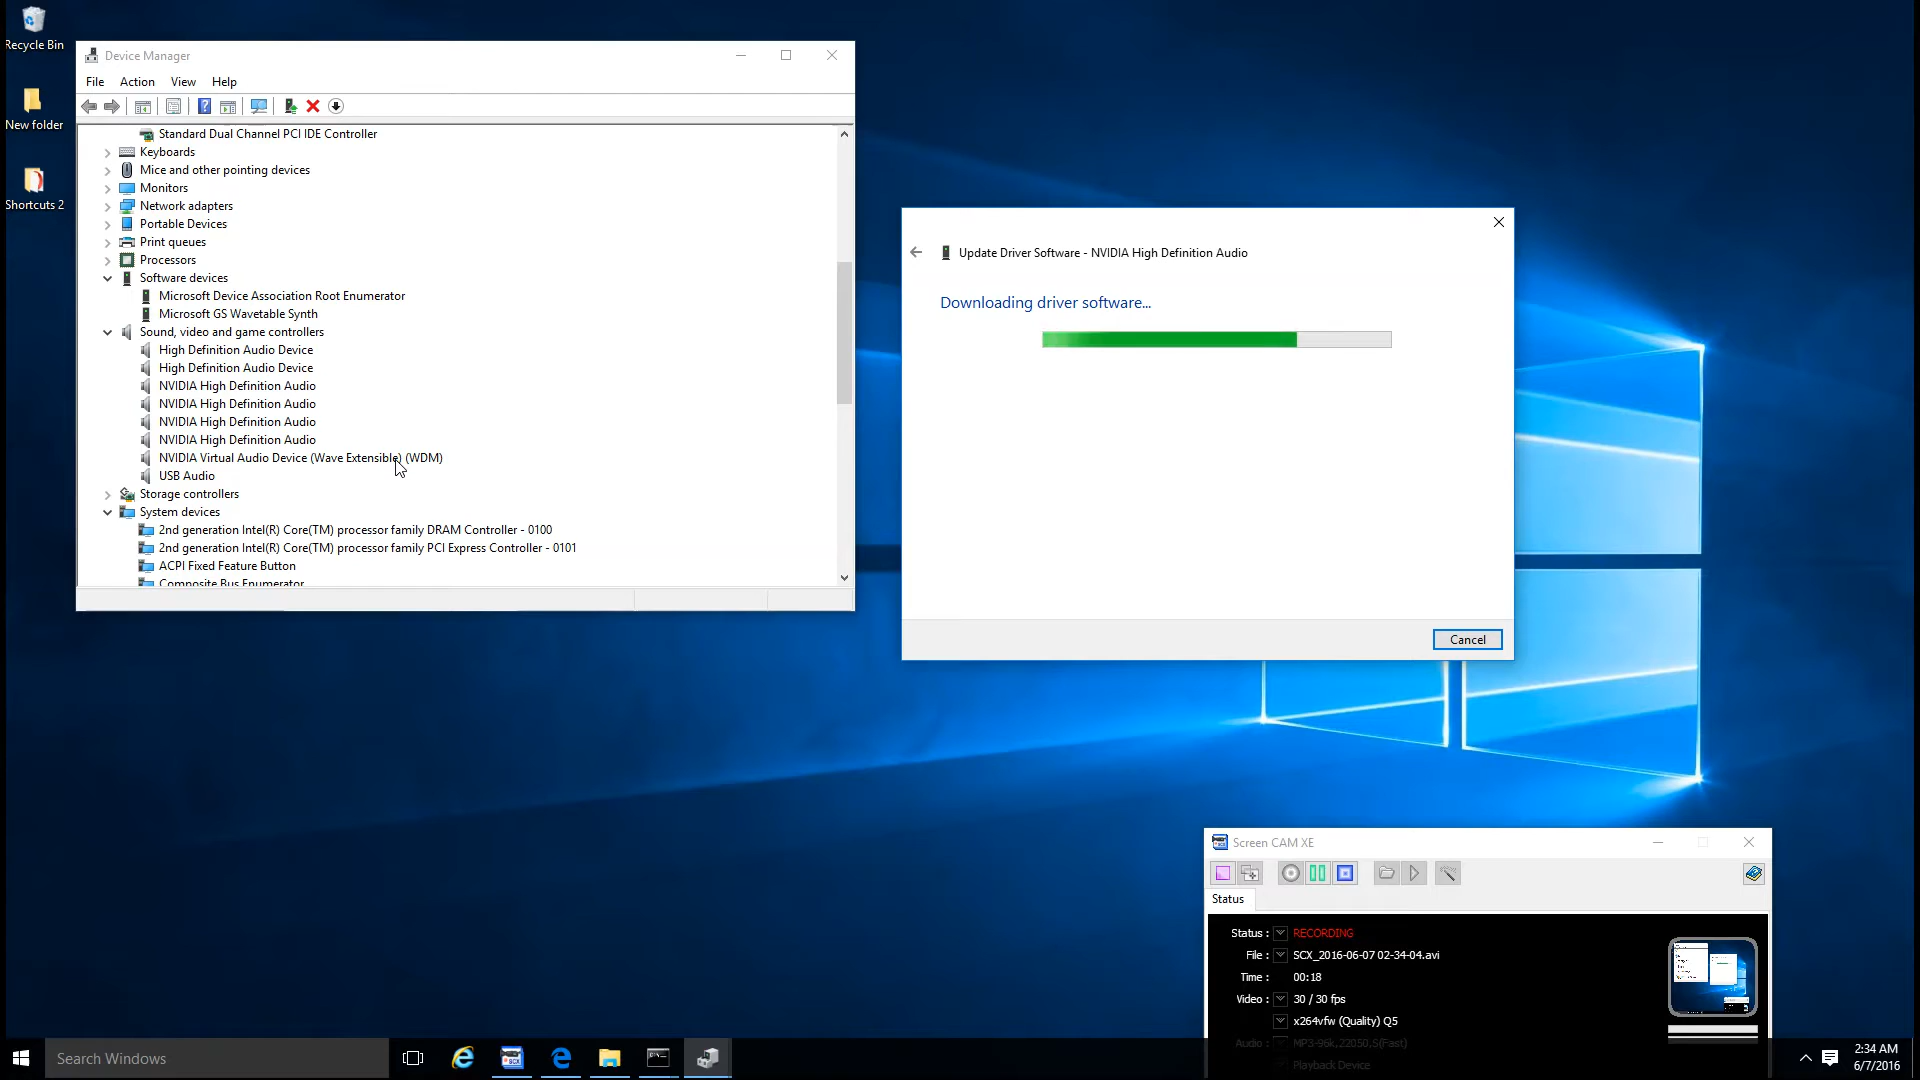 Recycle Bin
New folder
Shortcuts 2
Device Manager
File Action View Help
Standard Dual Channel PCI IDE Controller
Keyboards
Mice and other pointing devices
Monitors
Network adapters
Portable Devices
Print queues
Processors
Software devices
Microsoft Device Association Root Enumerator
Microsoft GS Wavetable Synth
Sound, video and game controllers
High Definition Audio Device
High Definition Audio Device
NVIDIA High Definition Audio
NVIDIA High Definition Audio
NVIDIA High Definition Audio
NVIDIA High Definition Audio
NVIDIA Virtual Audio Device (Wave Extensible) (WDM)
USB Audio
Storage controllers
System devices
2nd generation Intel(R) Core(TM) processor family DRAM Controller - 0100
2nd generation Intel(R) Core(TM) processor family PCI Express Controller - 0101
ACPI Fixed Feature Button
Composite Bus Enumerator
Update Driver Software - NVIDIA High Definition Audio
Downloading driver software...
Cancel
Screen CAM XE
Status
Status : RECORDING
File : SCX_2016-06-07 02-34-04.avi
Time : 00:18
Video : 30 / 30 fps
x264vfw (Quality) Q5
Audio : MP3-96k,22050,S(Fast)
Playback Device
Search Windows
SCX
2:34 AM
6/7/2016